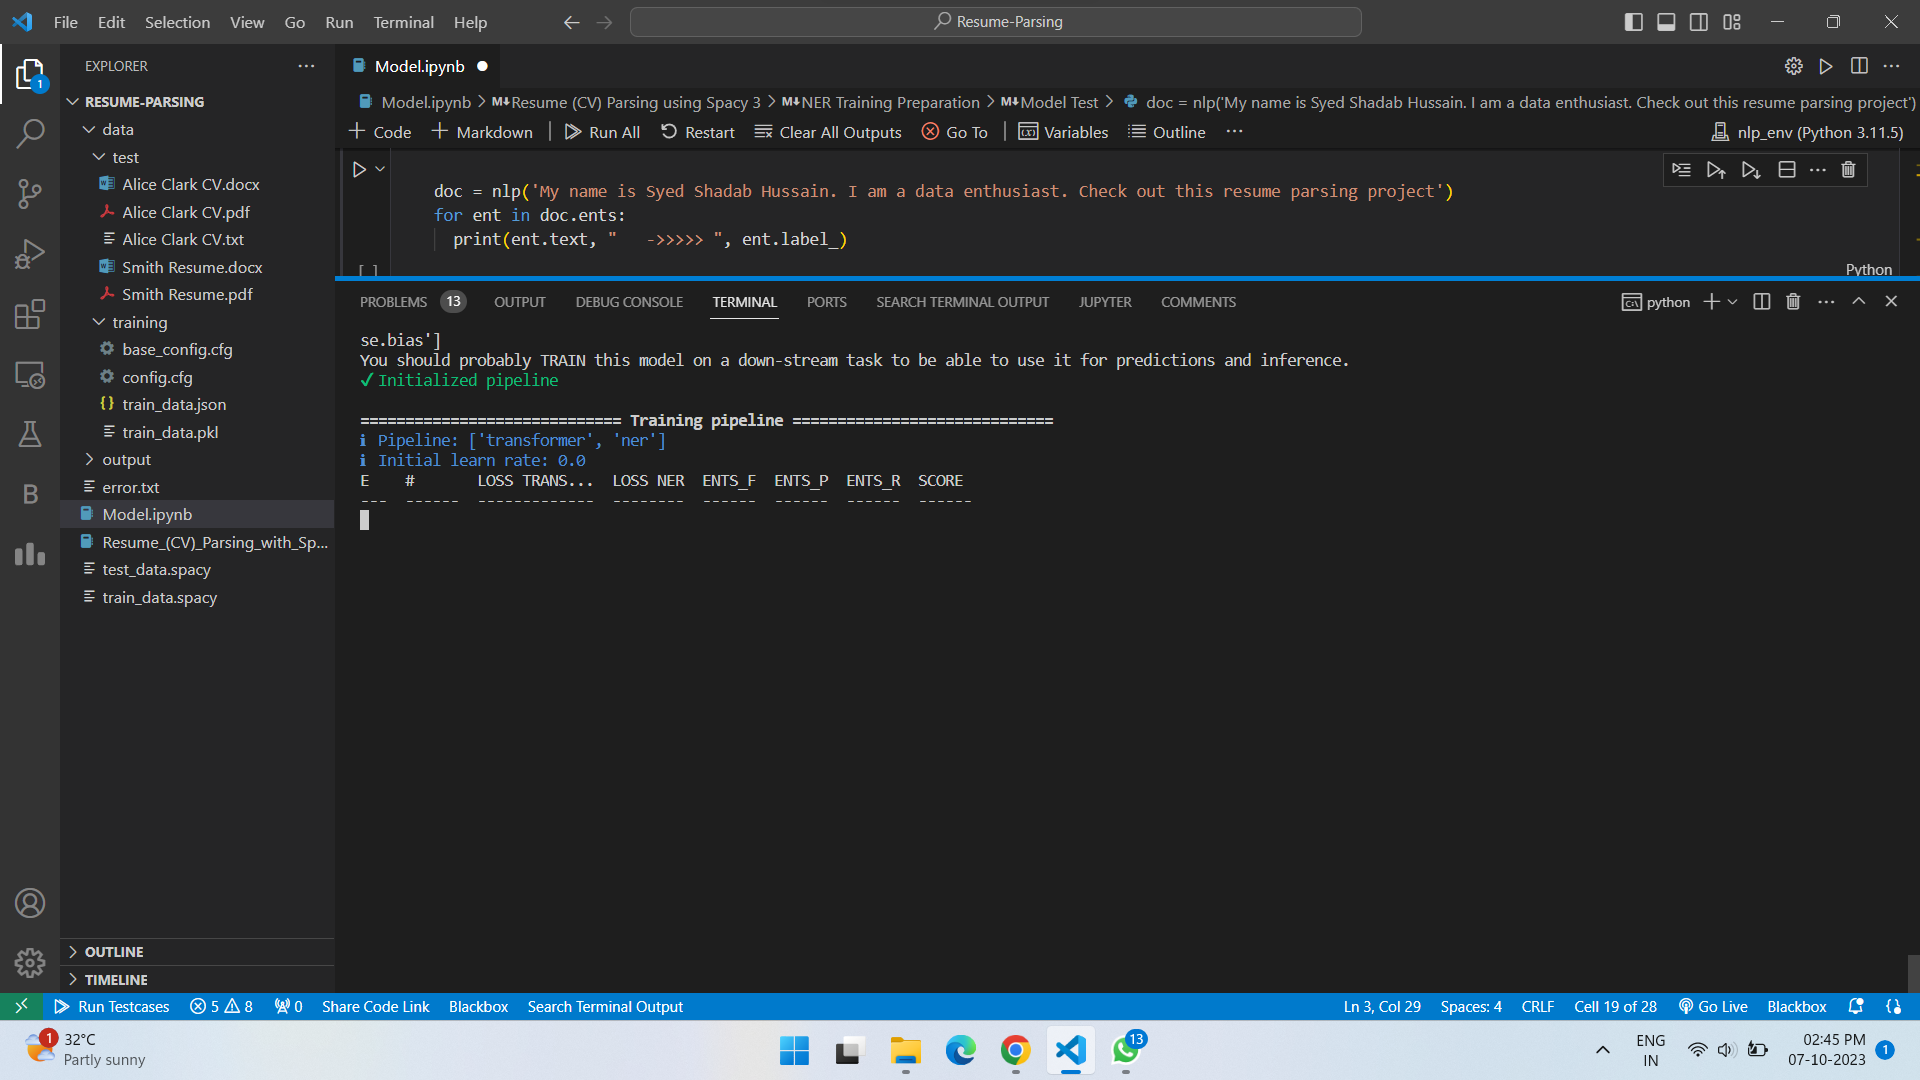 File Edit Selection View Go Run Terminal Help
Resume-Parsing
EXPLORER
1
RESUME-PARSING
data
test
Alice Clark CV.docx
Alice Clark CV.pdf
Alice Clark CV.txt
Smith Resume.docx
Smith Resume.pdf
training
base_config.cfg
config.cfg
train_data.json
train_data.pkl
output
error.txt
Model.ipynb
Resume_(CV)_Parsing_with_Sp...
test_data.spacy
train_data.spacy
B
OUTLINE
TIMELINE
Model.ipynb
Model.ipynb > M↓Resume (CV) Parsing using Spacy 3 > M↓NER Training Preparation > M↓Model Test > doc = nlp('My name is Syed Shadab Hussain. I am a data enthusiast. Check out this resume parsing project')
Code Markdown Run All Restart Clear All Outputs Go To Variables Outline ... nlp_env (Python 3.11.5)
doc = nlp('My name is Syed Shadab Hussain. I am a data enthusiast. Check out this resume parsing project')
for ent in doc.ents:
print(ent.text, "   ->>>>> ", ent.label_)
[ ]
Python
PROBLEMS 13 OUTPUT DEBUG CONSOLE TERMINAL PORTS SEARCH TERMINAL OUTPUT JUPYTER COMMENTS python
se.bias']
You should probably TRAIN this model on a down-stream task to be able to use it for predictions and inference.
✔ Initialized pipeline
============================= Training pipeline =============================
ℹ Pipeline: ['transformer', 'ner']
ℹ Initial learn rate: 0.0
E    #       LOSS TRANS...  LOSS NER  ENTS_F  ENTS_P  ENTS_R  SCORE
---  ------  -------------  --------  ------  ------  ------  ------
Run Testcases 5 8 0 Share Code Link Blackbox Search Terminal Output Ln 3, Col 29 Spaces: 4 CRLF Cell 19 of 28 Go Live Blackbox
1
32°C
Partly sunny
13
ENG
IN
02:45 PM
07-10-2023
1